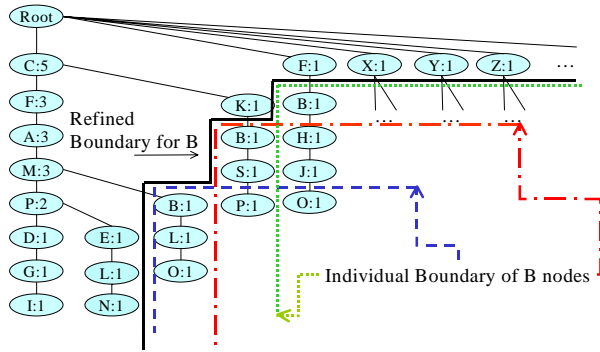 Root
C:5
F:1
X:1
Y:1
Z:1
...
F:3
K:1
B:1
...
...
...
Refined
Boundary for B
A:3
B:1
H:1
M:3
S:1
J:1
P:2
B:1
P:1
O:1
D:1
E:1
L:1
G:1
L:1
O:1
Individual Boundary of B nodes
I:1
N:1